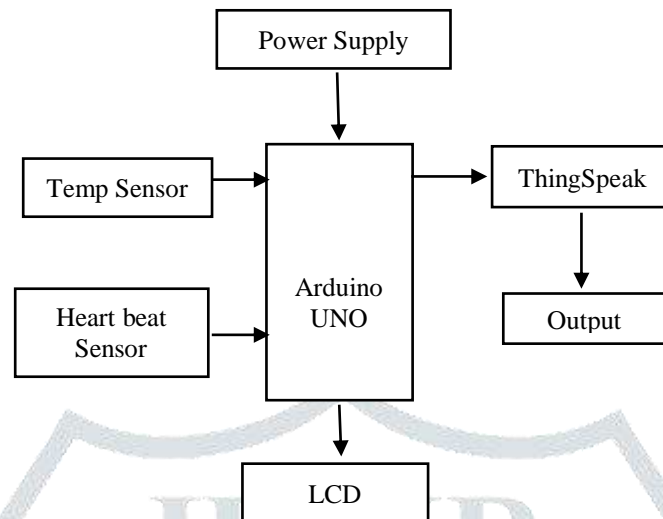 Power Supply
Temp Sensor
ThingSpeak
Arduino
UNO
Heart beat
Sensor
Output
LCD